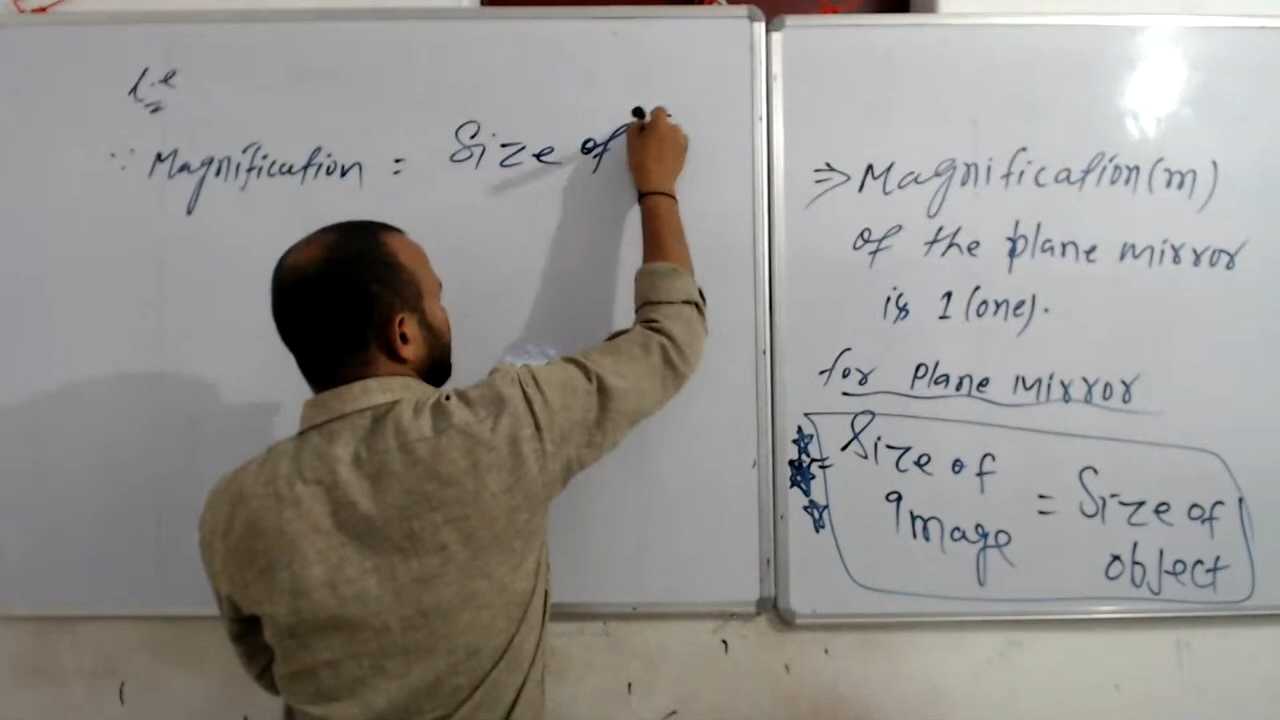 i.e
∵ Magnification = Size of
⇒ Magnification (m)
of the plane mirror
is 1 (one).
for Plane Mirror
Size of
Image = Size of
object